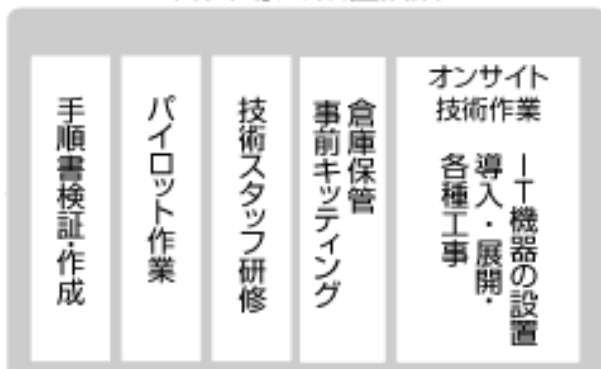 手順書検証・作成
パイロット作業
技術スタッフ研修
倉庫保管
事前キッティング
オンサイト
技術作業
IT機器の設置
導入・展開・
各種工事